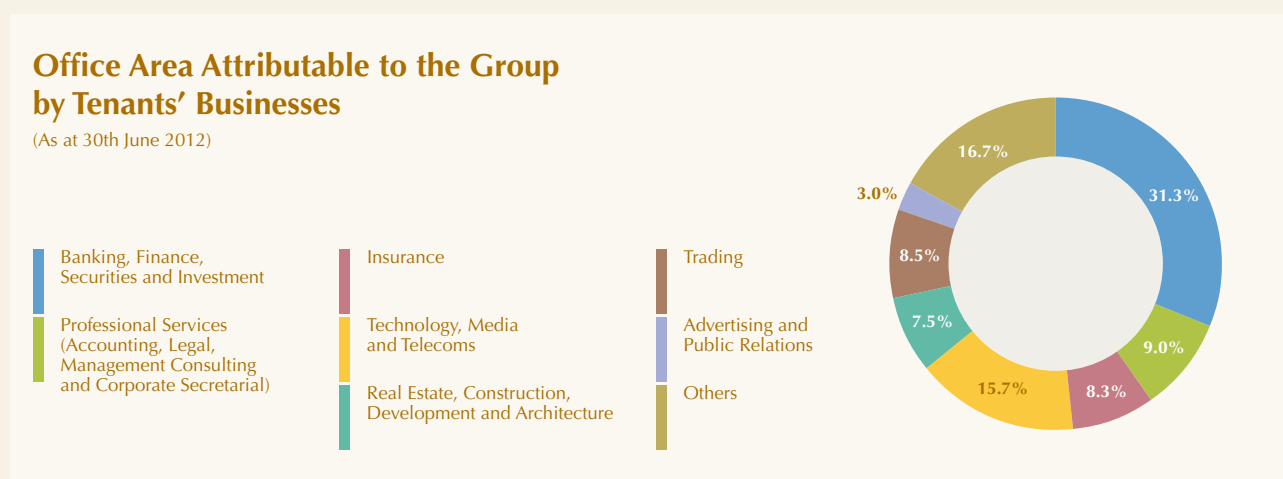 Office Area Attributable to the Group
by Tenants’ Businesses
(As at 30th June 2012)
Banking, Finance,
Securities and Investment
Professional Services
(Accounting, Legal,
Management Consulting
and Corporate Secretarial)
Insurance
Technology, Media
and Telecoms
Real Estate, Construction,
Development and Architecture
Trading
Advertising and
Public Relations
Others
31.3%
9.0%
8.3%
15.7%
7.5%
8.5%
3.0%
16.7%